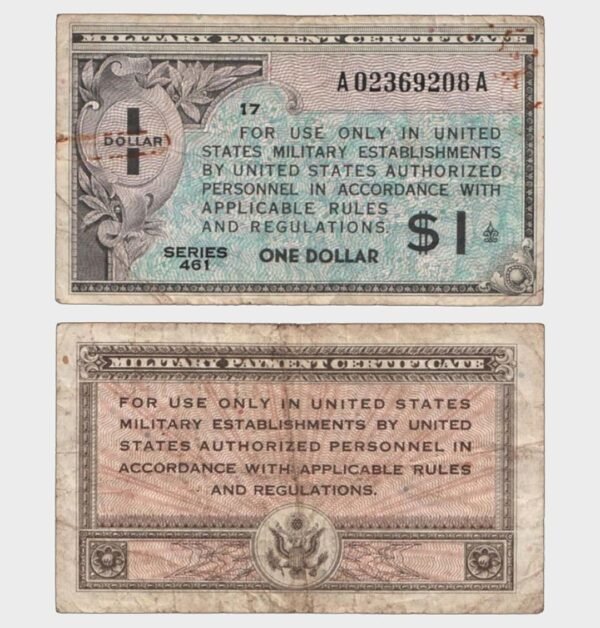 MILITARY PAYMENT CERTIFICATE
A02369208A
17
DOLLAR
1
FOR USE ONLY IN UNITED
STATES MILITARY ESTABLISHMENTS
BY UNITED STATES AUTHORIZED
PERSONNEL IN ACCORDANCE WITH
APPLICABLE RULES
AND REGULATIONS.
$1
SERIES
461
ONE DOLLAR
MILITARY PAYMENT CERTIFICATE
FOR USE ONLY IN UNITED STATES
MILITARY ESTABLISHMENTS BY UNITED
STATES AUTHORIZED PERSONNEL IN
ACCORDANCE WITH APPLICABLE RULES
AND REGULATIONS.